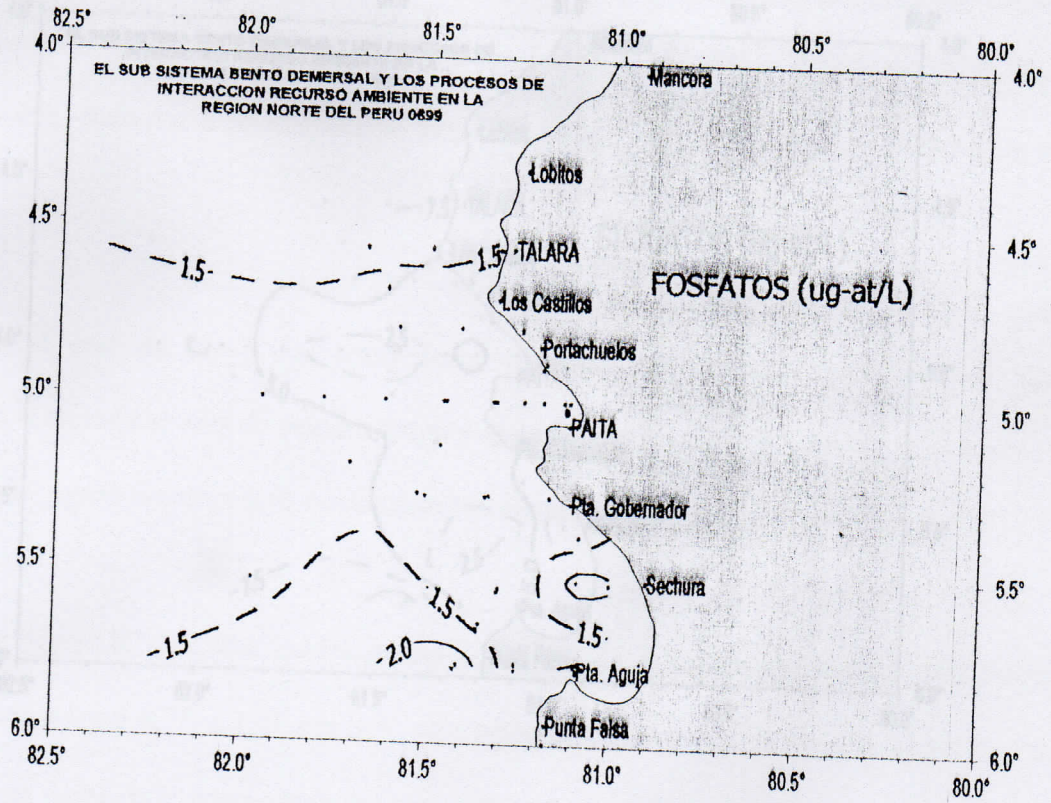 82.5° 82.0° 81.5° 81.0° 80.5° 80.0°
4.0° 4.0°
EL SUB SISTEMA BENTO DEMERSAL Y LOS PROCESOS DE
INTERACCION RECURSO AMBIENTE EN LA
REGION NORTE DEL PERU 0899
Mancora
Lobitos
4.5° 4.5°
1.5 1.5 TALARA
FOSFATOS (ug-at/L)
Los Castillos
Portachuelos
5.0° 5.0°
PAITA
Pta. Gobernador
5.5° 5.5°
Sechura
1.5 1.5 1.5
2.0
Pta. Aguja
Punta Falsa
6.0° 6.0°
82.5° 82.0° 81.5° 81.0° 80.5° 80.0°